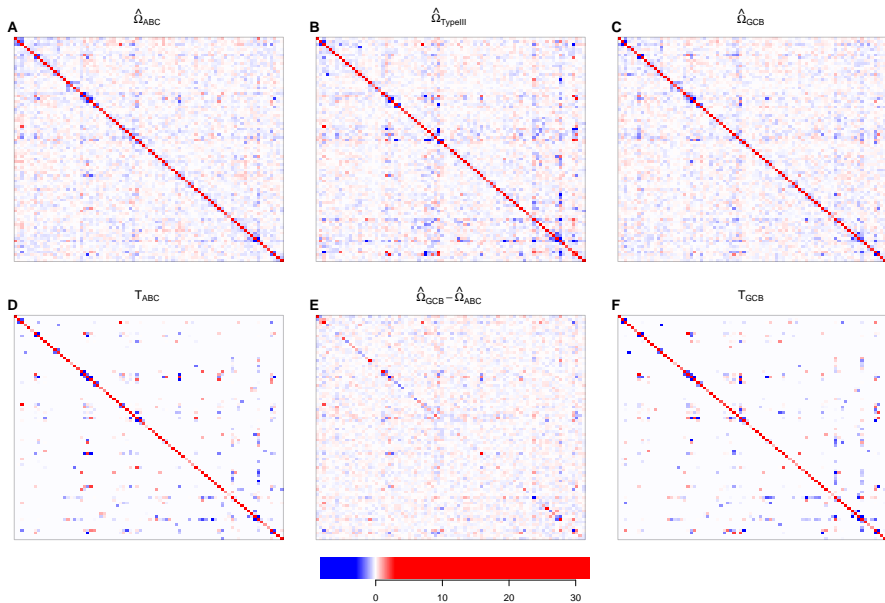 A
Ω̂ABC
B
Ω̂TypeIII
C
Ω̂GCB
D
TABC
E
Ω̂GCB − Ω̂ABC
F
TGCB
0 10 20 30